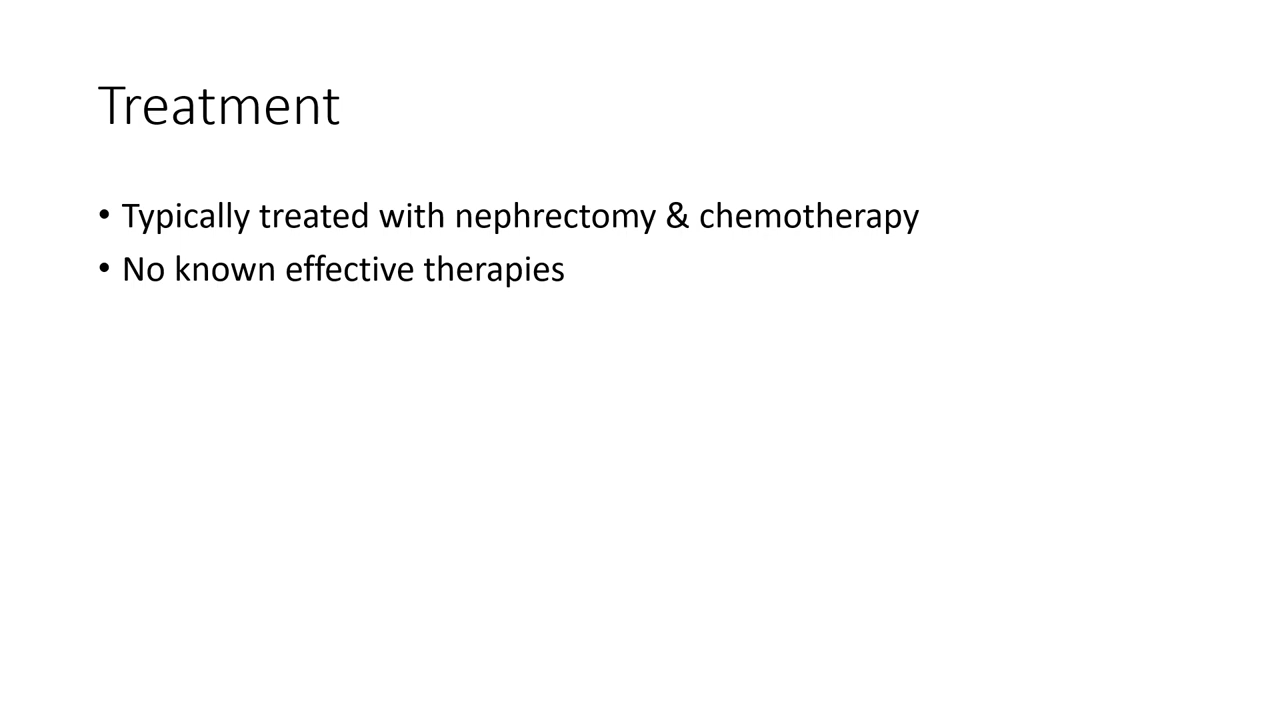 Treatment
• Typically treated with nephrectomy & chemotherapy
• No known effective therapies